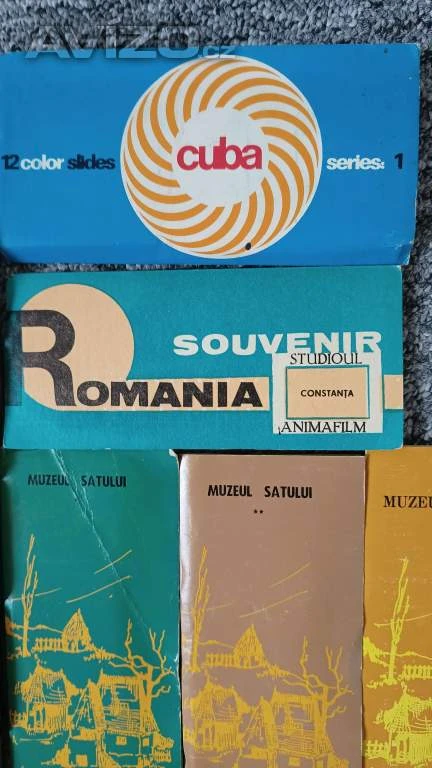 AVIZO.cz
12 color slides
cuba
series: 1
SOUVENIR
ROMANIA
STUDIOUL
CONSTANȚA
ANIMAFILM
MUZEUL SATULUI
MUZEUL SATULUI
**
MUZEU